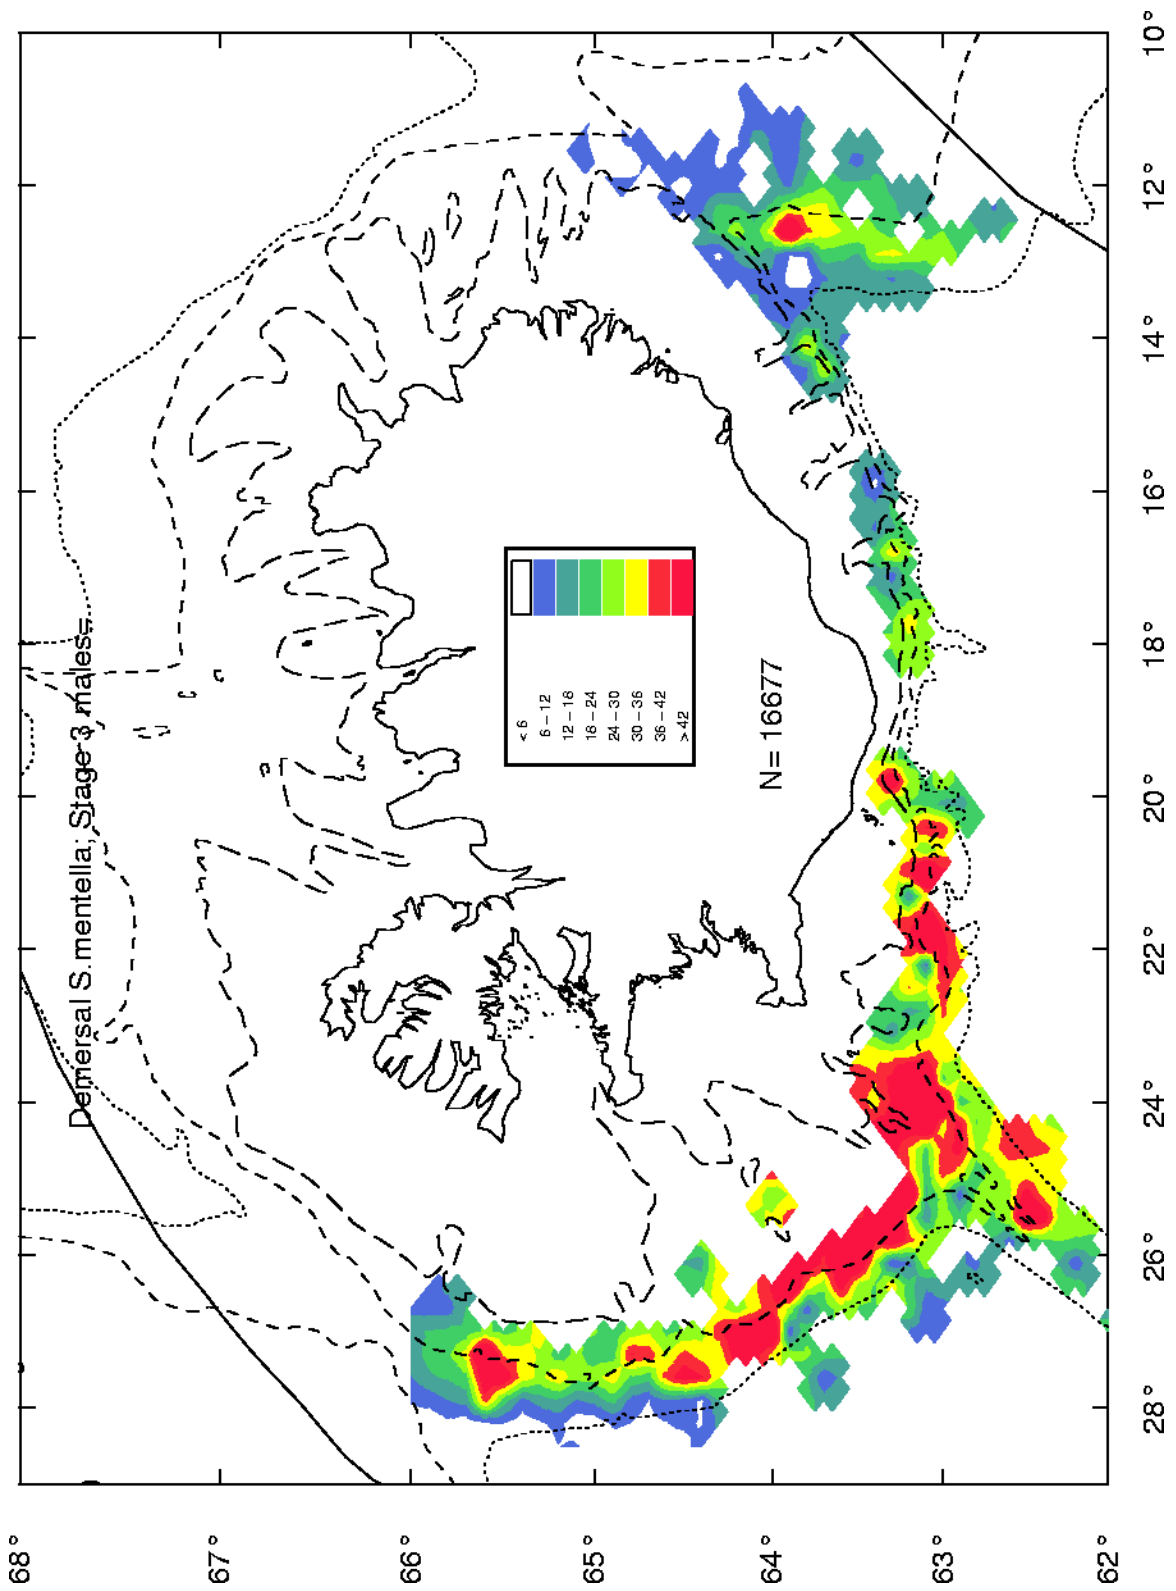 Demersal S. mentella; Stage 3 males=
< 6
6 – 12
12 – 18
18 – 24
24 – 30
30 – 36
36 – 42
> 42
N= 16677
68°
67°
66°
65°
64°
63°
62°
28°
26°
24°
22°
20°
18°
16°
14°
12°
10°